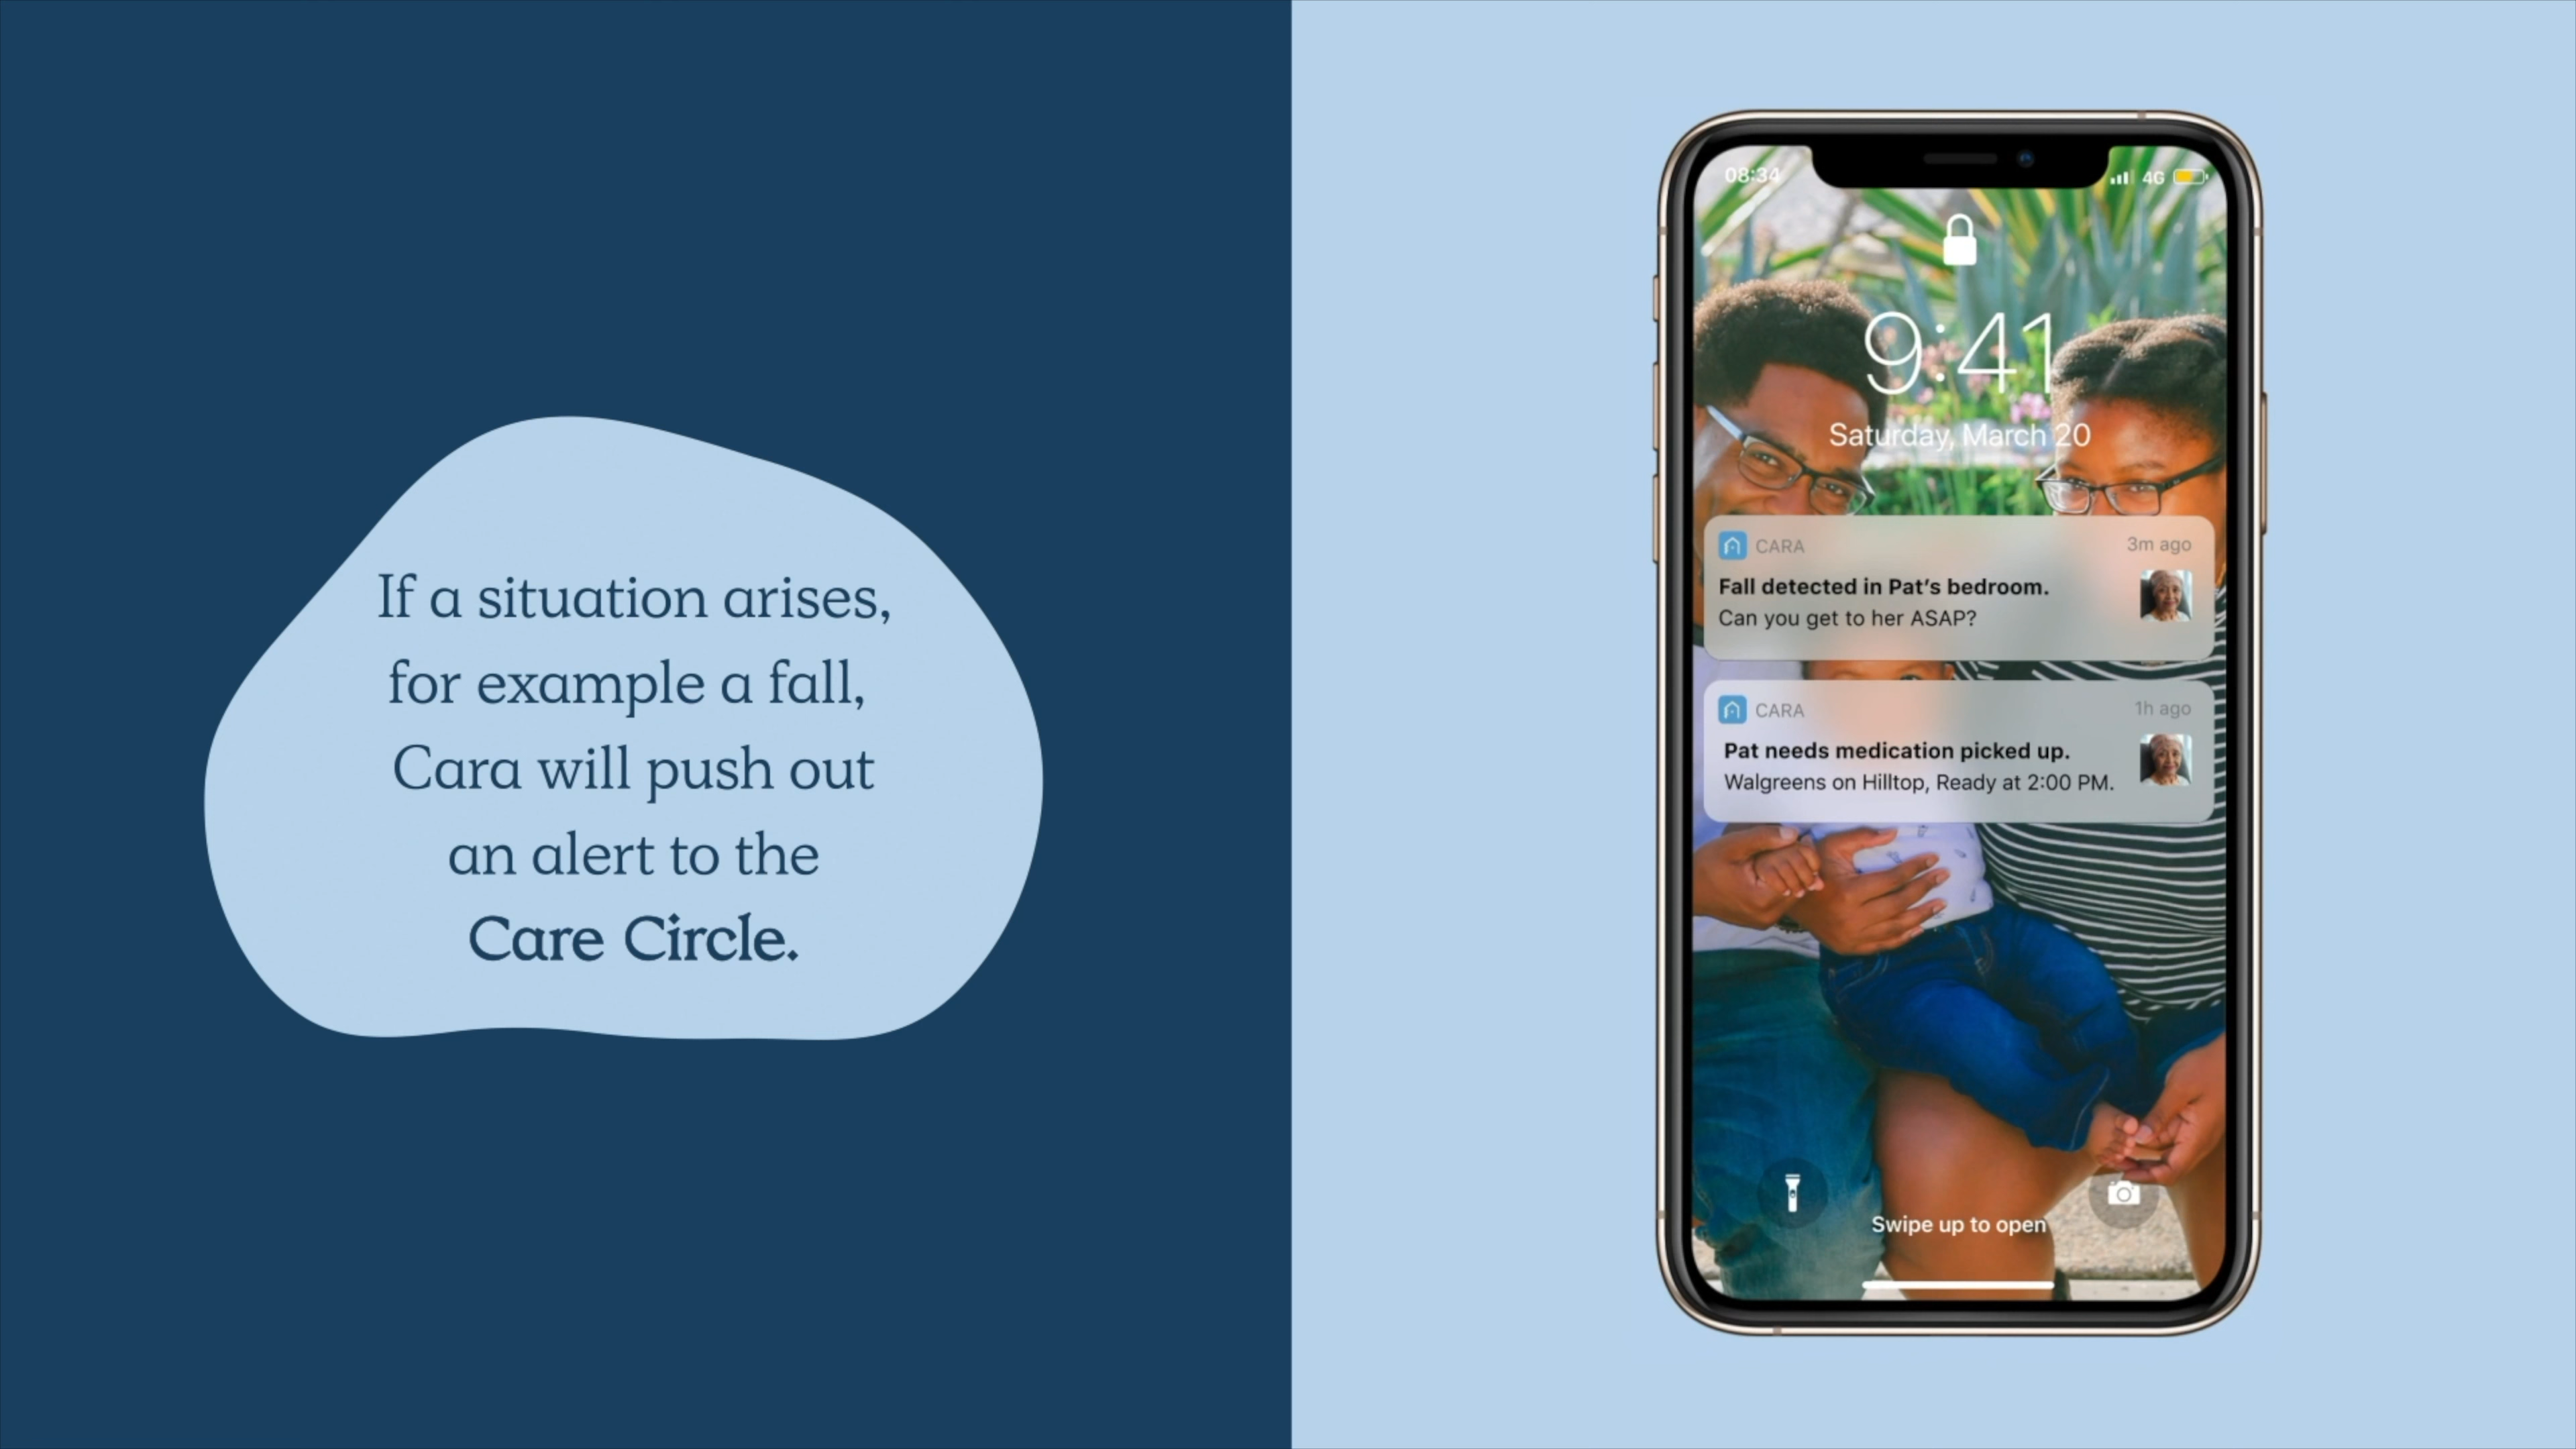 If a situation arises,
for example a fall,
Cara will push out
an alert to the
Care Circle.
08:34
4G
9:41
Saturday, March 20
CARA
3m ago
Fall detected in Pat's bedroom.
Can you get to her ASAP?
CARA
1h ago
Pat needs medication picked up.
Walgreens on Hilltop, Ready at 2:00 PM.
Swipe up to open